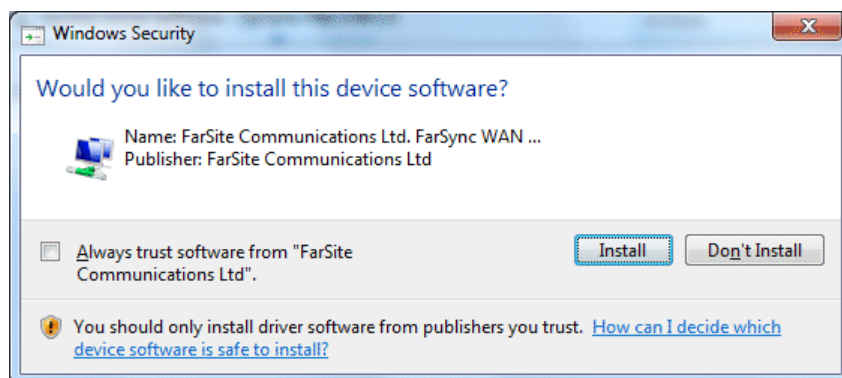 Windows Security
Would you like to install this device software?
Name: FarSite Communications Ltd. FarSync WAN ...
Publisher: FarSite Communications Ltd
Always trust software from "FarSite
Communications Ltd".
Install
Don't Install
You should only install driver software from publishers you trust. How can I decide which
device software is safe to install?